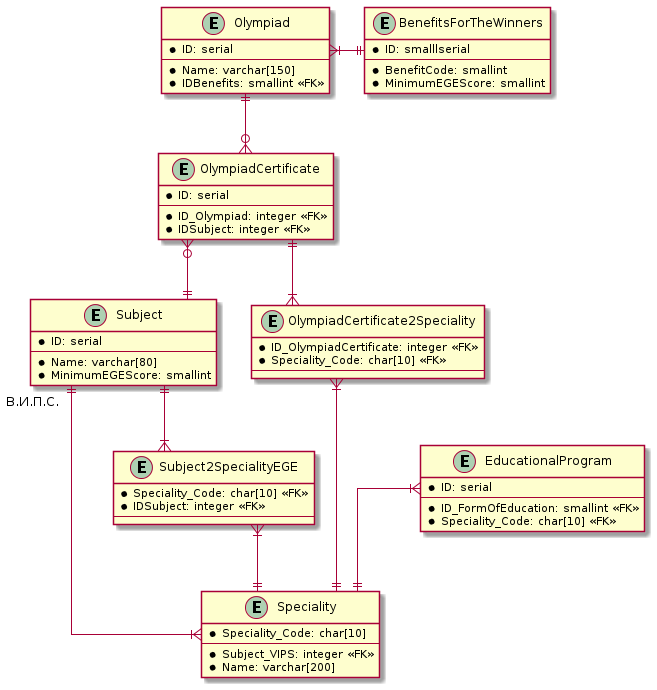 E Olympiad
ID: serial
Name: varchar[150]
IDBenefits: smallint «FK»
E BenefitsForTheWinners
ID: smalllserial
BenefitCode: smallint
MinimumEGEScore: smallint
E OlympiadCertificate
ID: serial
ID_Olympiad: integer «FK»
IDSubject: integer «FK»
E Subject
ID: serial
Name: varchar[80]
MinimumEGEScore: smallint
E OlympiadCertificate2Speciality
ID_OlympiadCertificate: integer «FK»
Speciality_Code: char[10] «FK»
В.И.П.С.
E Subject2SpecialityEGE
Speciality_Code: char[10] «FK»
IDSubject: integer «FK»
E EducationalProgram
ID: serial
ID_FormOfEducation: smallint «FK»
Speciality_Code: char[10] «FK»
E Speciality
Speciality_Code: char[10]
Subject_VIPS: integer «FK»
Name: varchar[200]